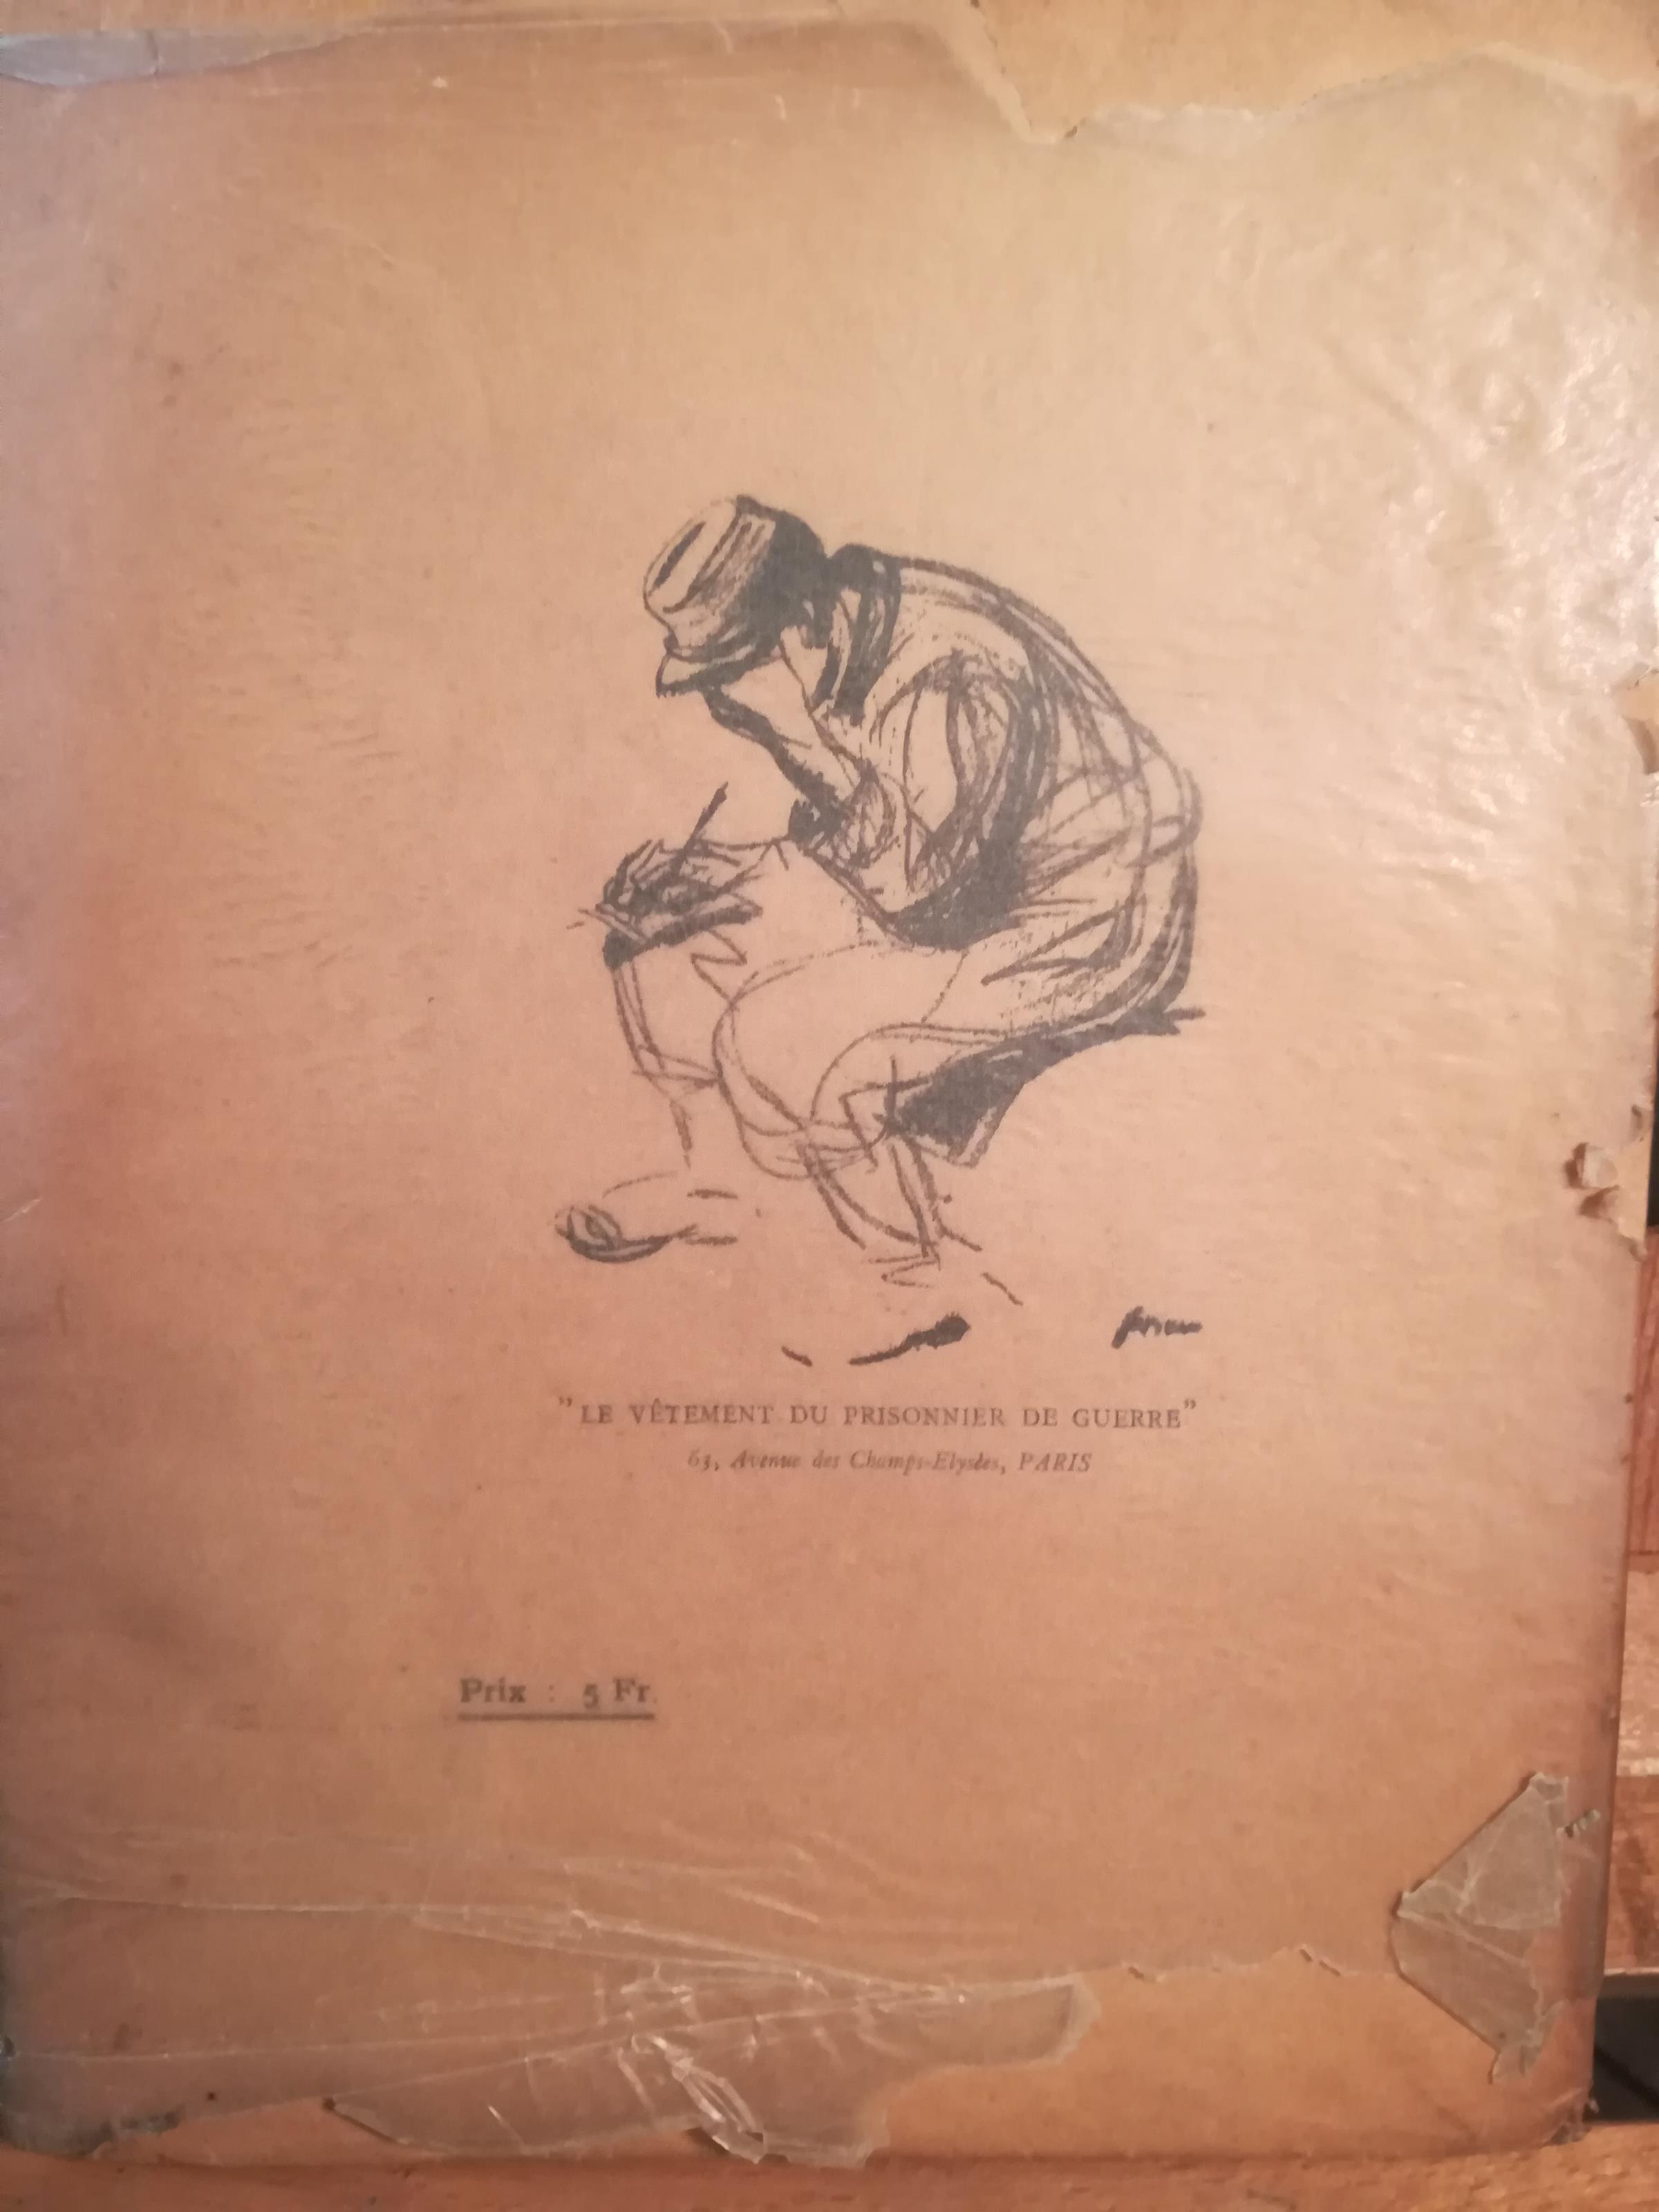 "LE VÊTEMENT DU PRISONNIER DE GUERRE"
63, Avenue des Champs-Elysées, PARIS
Prix : 5 Fr.